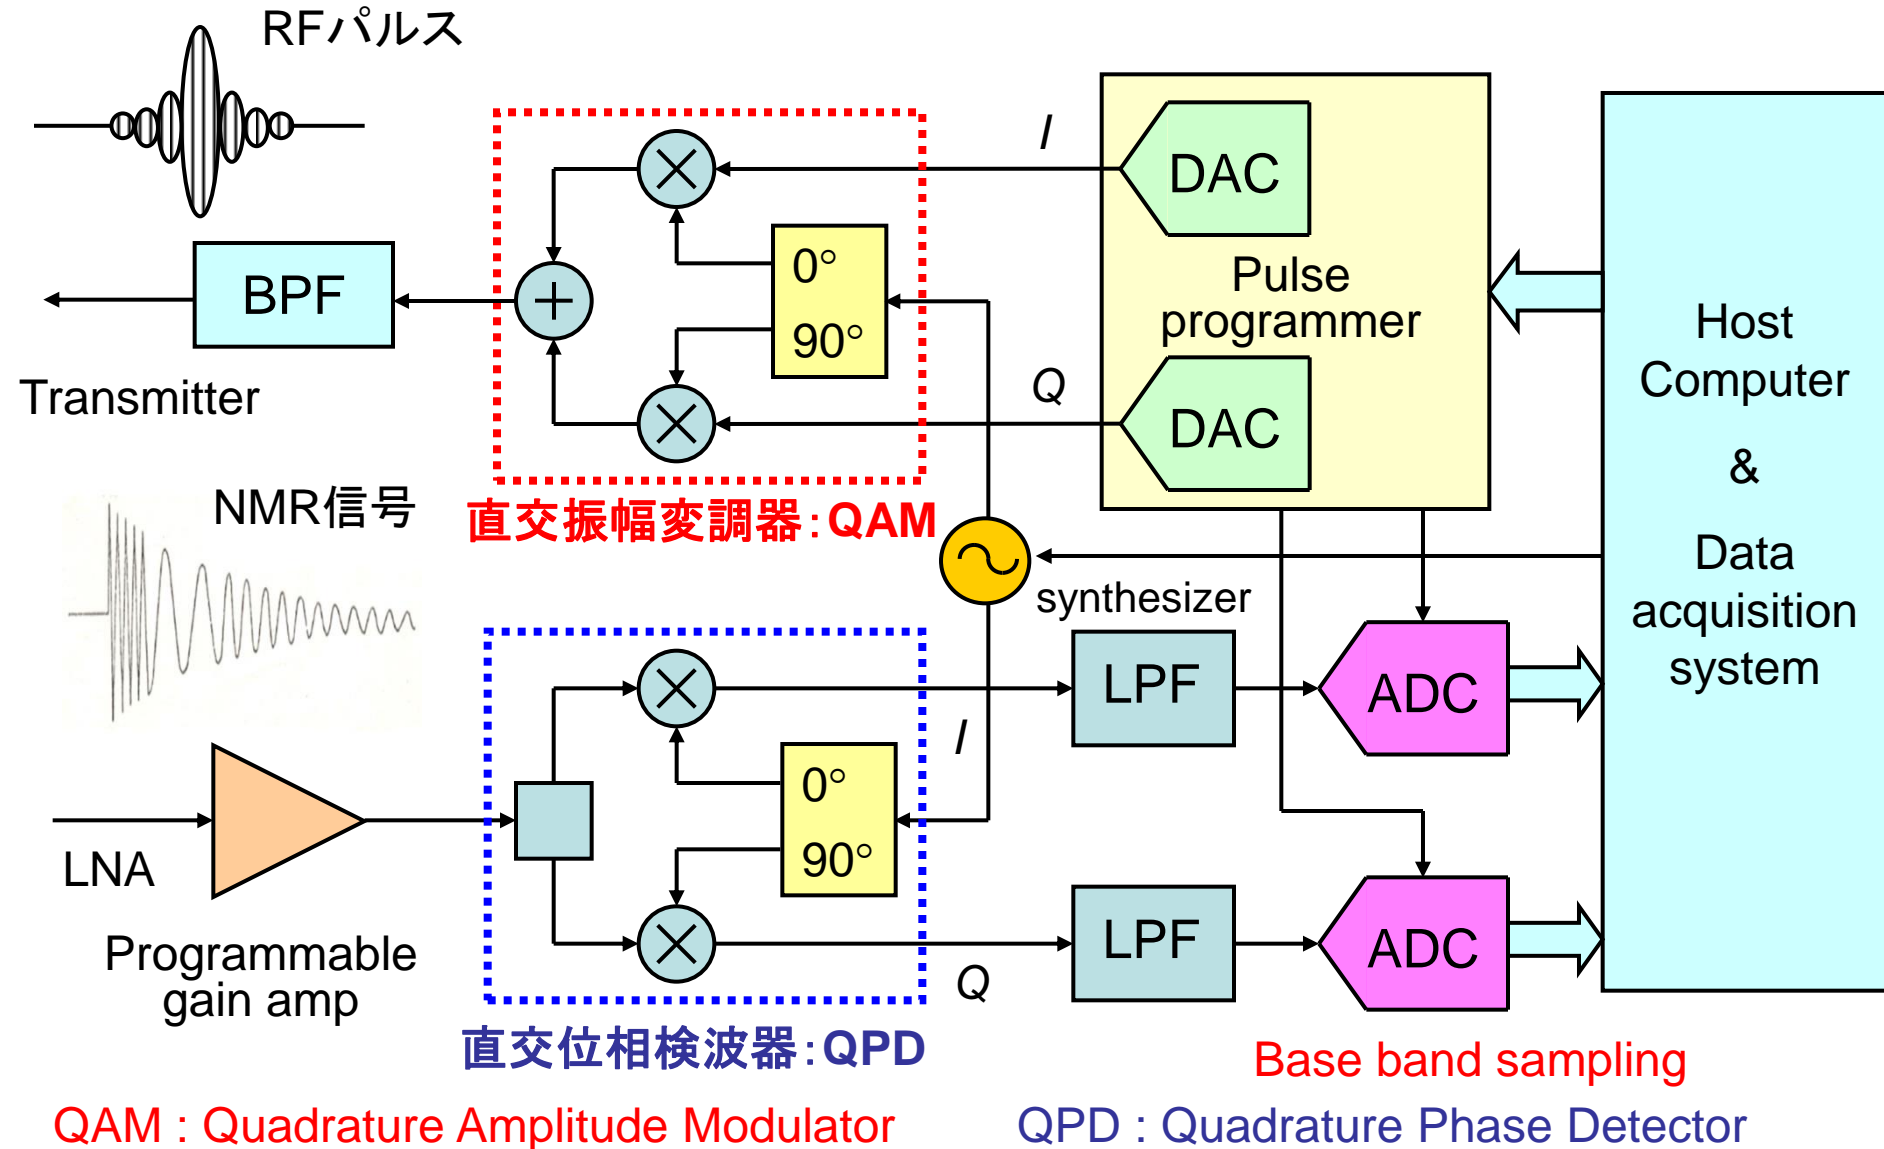 RFパルス
I
DAC
0°
90°
BPF
Pulse
programmer
Host
Computer
&
Data
acquisition
system
Transmitter
Q
DAC
NMR信号
直交振幅変調器:QAM
synthesizer
LPF
ADC
I
0°
90°
LNA
LPF
ADC
Programmable
gain amp
Q
直交位相検波器:QPD
Base band sampling
QAM : Quadrature Amplitude Modulator
QPD : Quadrature Phase Detector